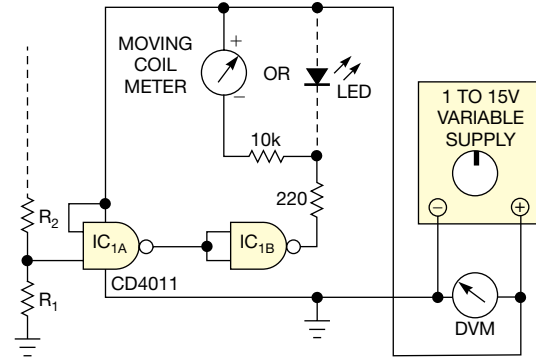 MOVING
COIL
METER
+
−
OR
LED
10k
220
R2
R1
IC1A
IC1B
CD4011
1 TO 15V
VARIABLE
SUPPLY
−
+
DVM